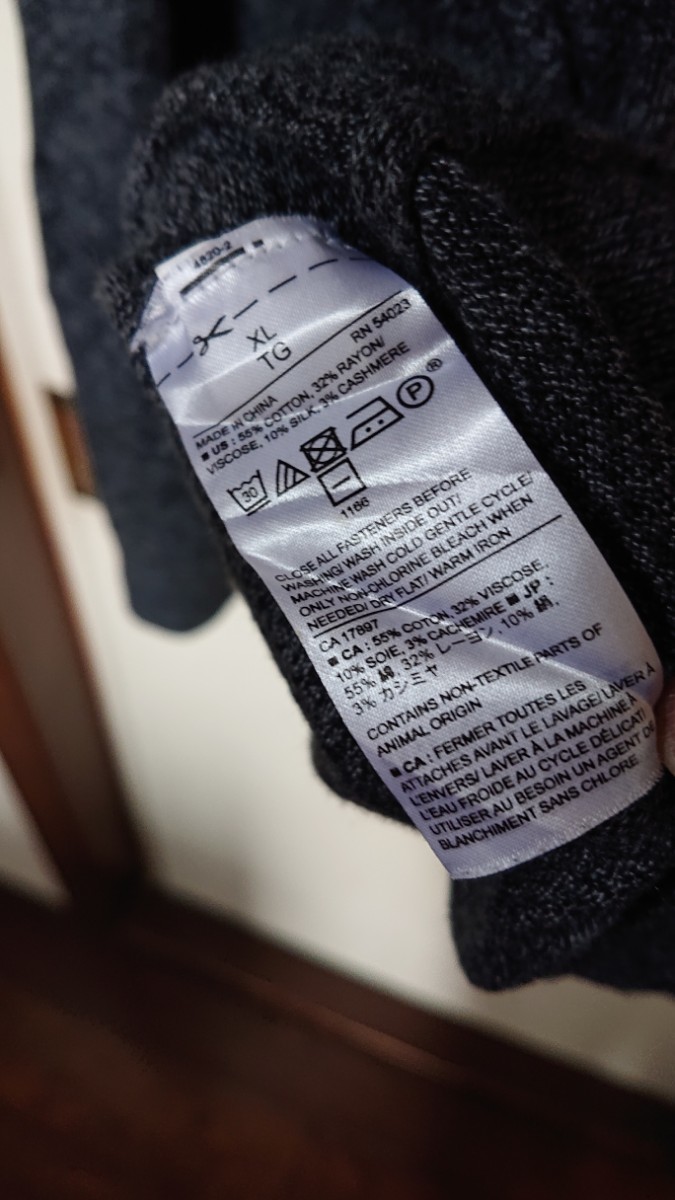 4820-2
XL
TG
RN 54023
MADE IN CHINA
■ US : 55% COTTON, 32% RAYON/
VISCOSE, 10% SILK, 3% CASHMERE
30
P
®
1166
CLOSE ALL FASTENERS BEFORE
WASHING/ WASH INSIDE OUT/
MACHINE WASH COLD GENTLE CYCLE/
ONLY NON-CHLORINE BLEACH WHEN
NEEDED/ DRY FLAT/ WARM IRON
CA 17897
■ CA : 55% COTON, 32% VISCOSE,
10% SOIE, 3% CACHEMIRE ■ JP :
55% 綿, 32% レーヨン, 10% 絹,
3% カシミヤ
CONTAINS NON-TEXTILE PARTS OF
ANIMAL ORIGIN
■ CA : FERMER TOUTES LES
ATTACHES AVANT LE LAVAGE/ LAVER À
L'ENVERS/ LAVER À LA MACHINE À
L'EAU FROIDE AU CYCLE DÉLICAT/
UTILISER AU BESOIN UN AGENT DE
BLANCHIMENT SANS CHLORE